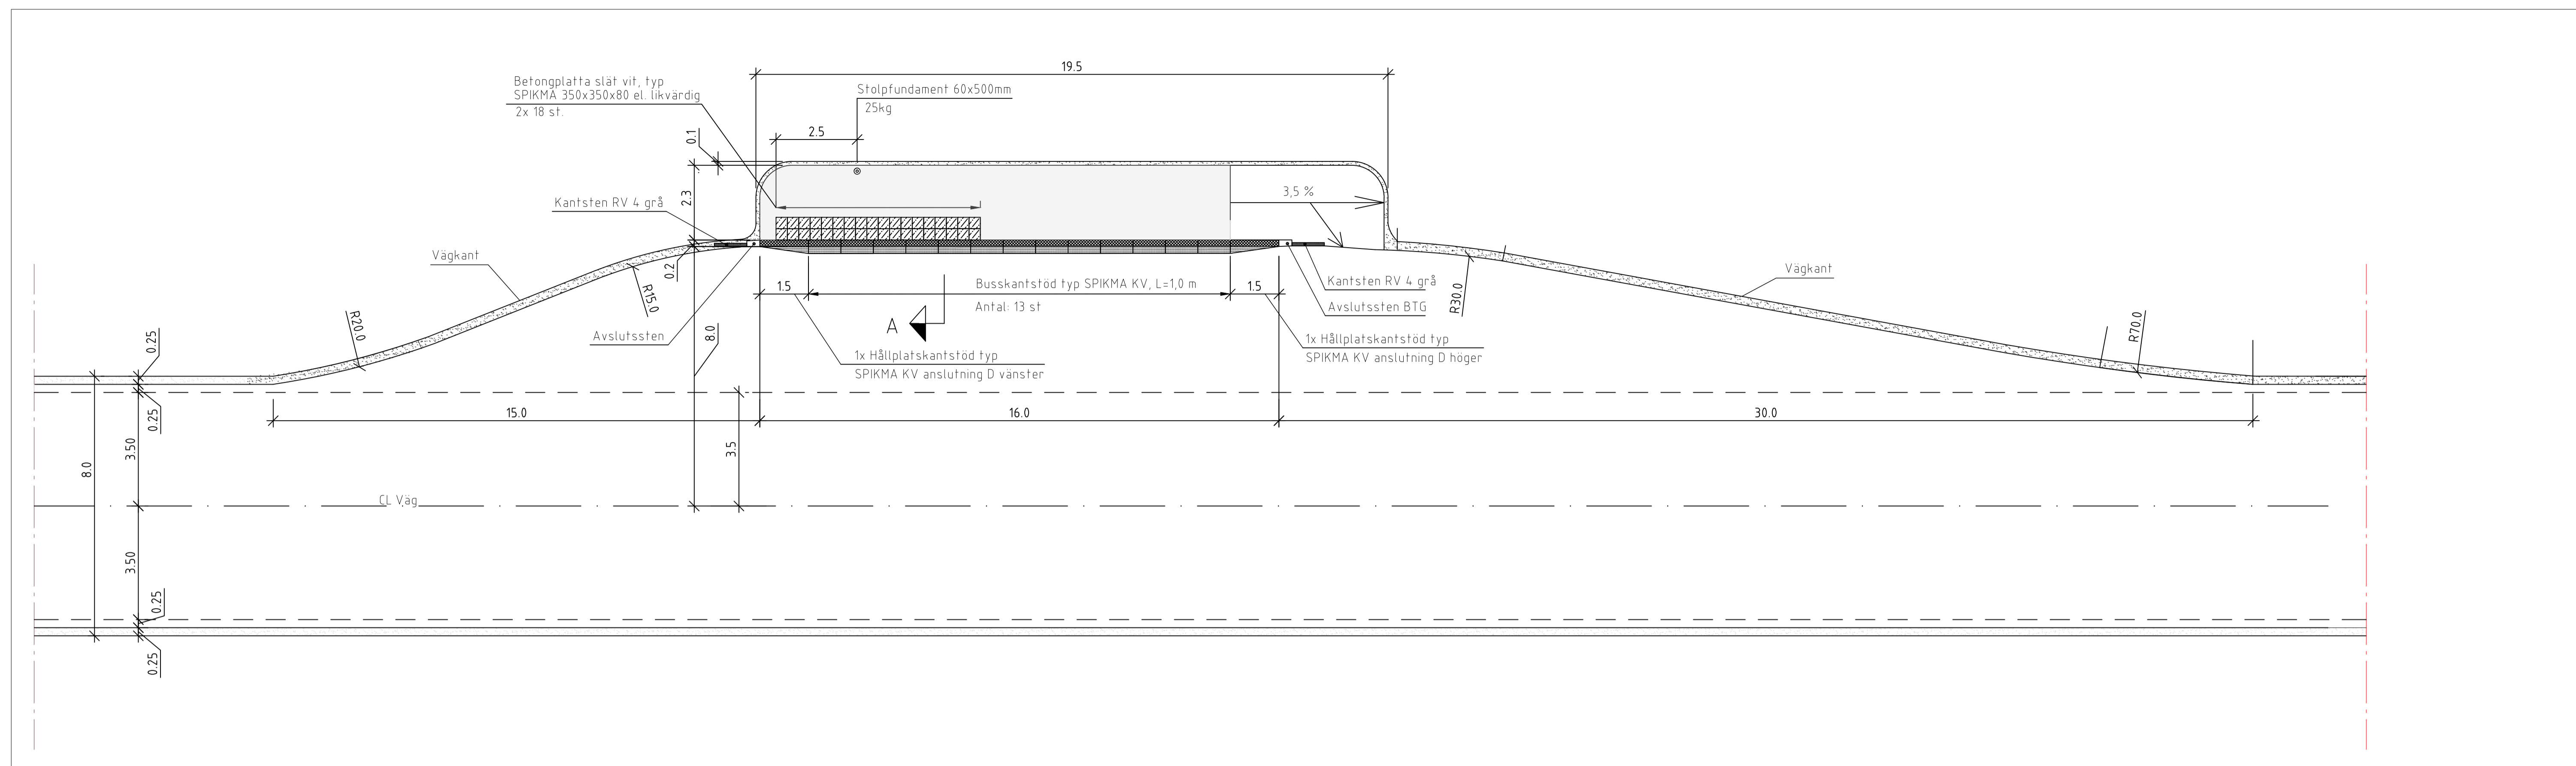 19.5
Betongplatta slät vit, typ
SPIKMA 350x350x80 el. likvärdig
2x 18 st.
Stolpfundament 60x500mm
25kg
2.5
0.1
2.3
Kantsten RV 4 grå
3,5 %
Vägkant
0.2
R15.0
R20.0
1.5
Busskantstöd typ SPIKMA KV, L=1,0 m
Antal: 13 st
1.5
Kantsten RV 4 grå
Avslutssten BTG
R30.0
Vägkant
R70.0
A
Avslutssten
8.0
1x Hållplatskantstöd typ
SPIKMA KV anslutning D vänster
1x Hållplatskantstöd typ
SPIKMA KV anslutning D höger
0.25
0.25
15.0
16.0
30.0
3.50
3.5
8.0
CL Väg
3.50
0.25
0.25